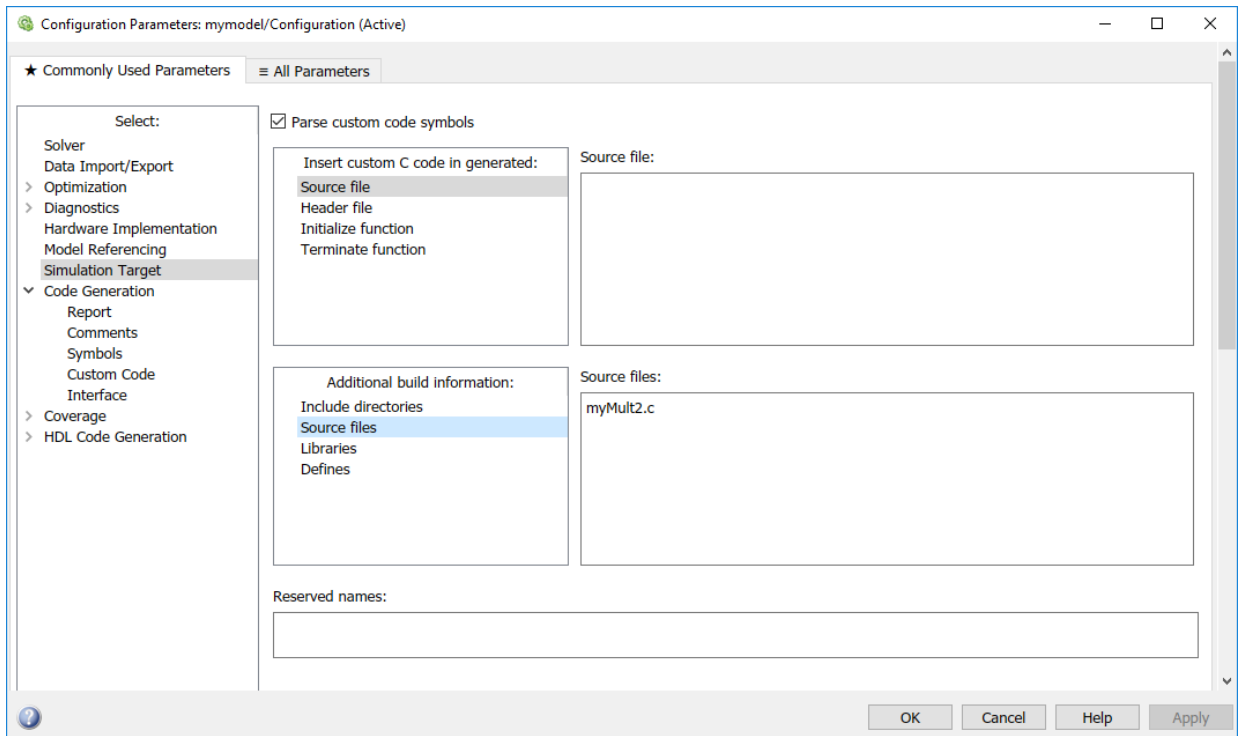 Configuration Parameters: mymodel/Configuration (Active)
★ Commonly Used Parameters
≡ All Parameters
Select:
Solver
Data Import/Export
Optimization
Diagnostics
Hardware Implementation
Model Referencing
Simulation Target
Code Generation
Report
Comments
Symbols
Custom Code
Interface
Coverage
HDL Code Generation
Parse custom code symbols
Insert custom C code in generated:
Source file
Header file
Initialize function
Terminate function
Source file:
Additional build information:
Include directories
Source files
Libraries
Defines
Source files:
myMult2.c
Reserved names:
OK
Cancel
Help
Apply